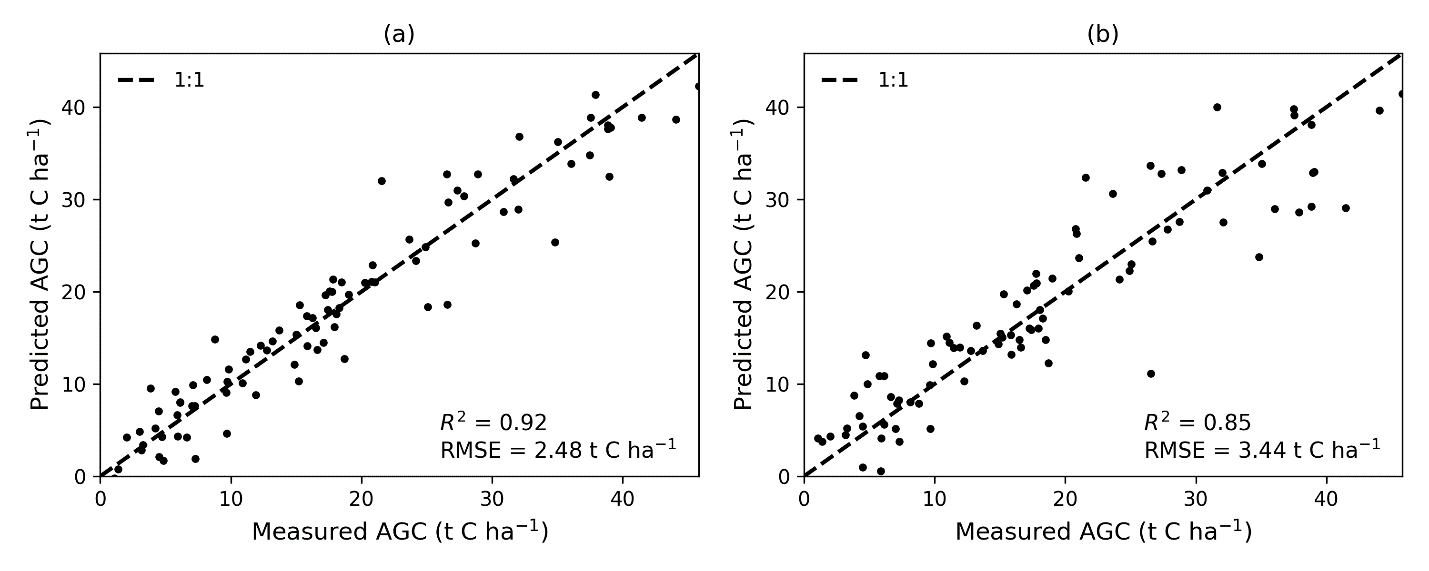 (a)
1:1
40
30
20
10
0
Predicted AGC (t C ha⁻¹)
R² = 0.92
RMSE = 2.48 t C ha⁻¹
0 10 20 30 40
Measured AGC (t C ha⁻¹)
(b)
1:1
40
30
20
10
0
Predicted AGC (t C ha⁻¹)
R² = 0.85
RMSE = 3.44 t C ha⁻¹
0 10 20 30 40
Measured AGC (t C ha⁻¹)